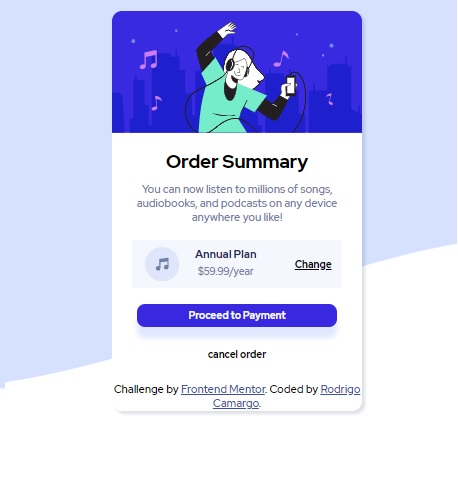 Order Summary
You can now listen to millions of songs,
audiobooks, and podcasts on any device
anywhere you like!
Annual Plan
$59.99/year
Change
Proceed to Payment
cancel order
Challenge by Frontend Mentor. Coded by Rodrigo
Camargo.